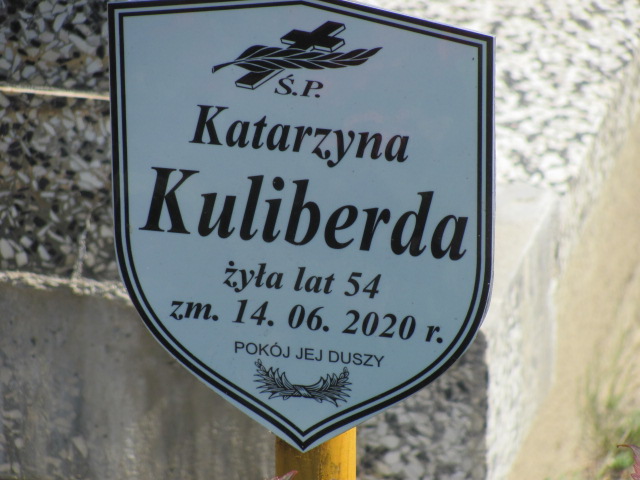 Ś.P.
Katarzyna
Kuliberda
żyła lat 54
zm. 14. 06. 2020 r.
POKÓJ JEJ DUSZY